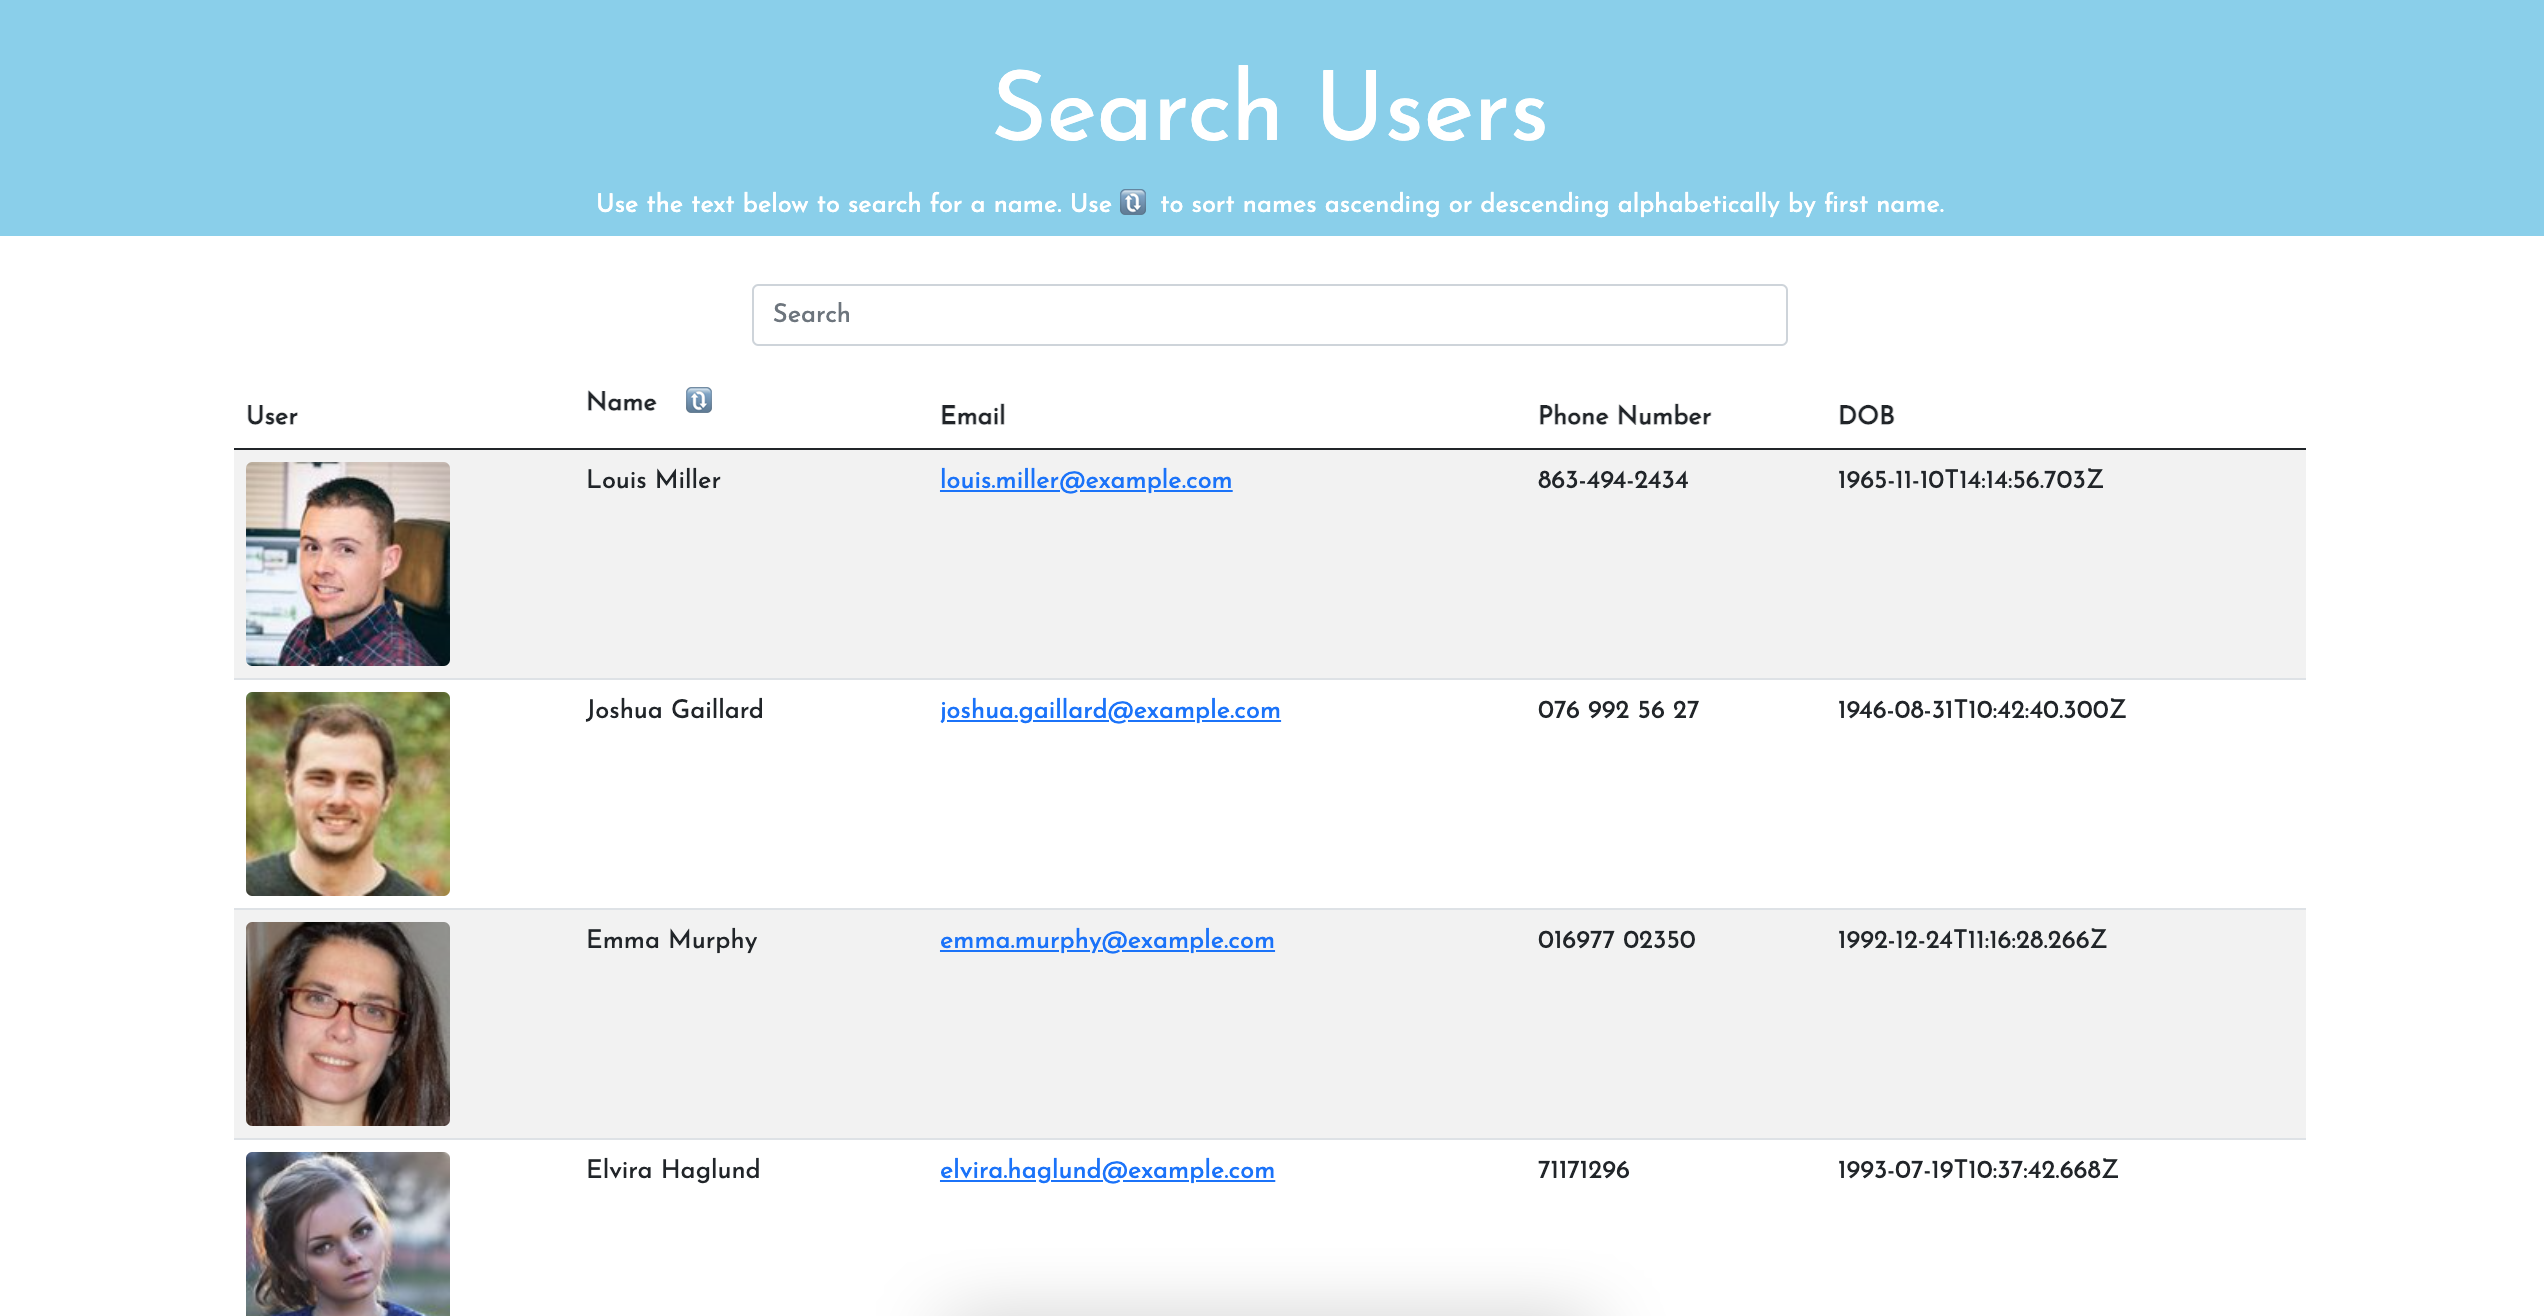 Search Users
Use the text below to search for a name. Use 🔃 to sort names ascending or descending alphabetically by first name.
Search
User Name 🔃 Email Phone Number DOB
Louis Miller louis.miller@example.com 863-494-2434 1965-11-10T14:14:56.703Z
Joshua Gaillard joshua.gaillard@example.com 076 992 56 27 1946-08-31T10:42:40.300Z
Emma Murphy emma.murphy@example.com 016977 02350 1992-12-24T11:16:28.266Z
Elvira Haglund elvira.haglund@example.com 71171296 1993-07-19T10:37:42.668Z